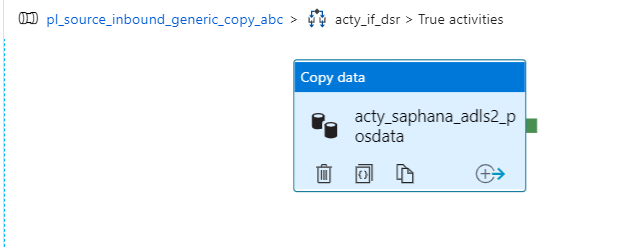 pl_source_inbound_generic_copy_abc > acty_if_dsr > True activities
Copy data
acty_saphana_adls2_p
osdata